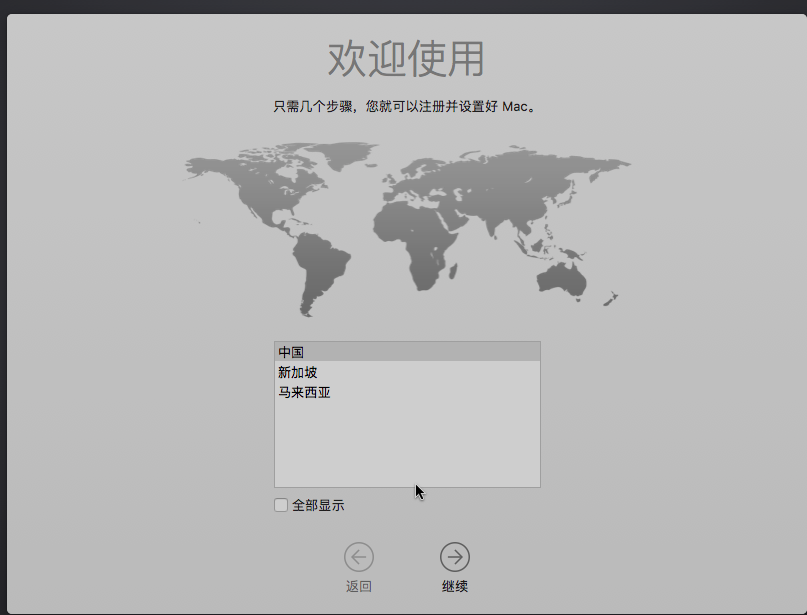 欢迎使用
只需几个步骤，您就可以注册并设置好 Mac。
中国
新加坡
马来西亚
全部显示
返回
继续